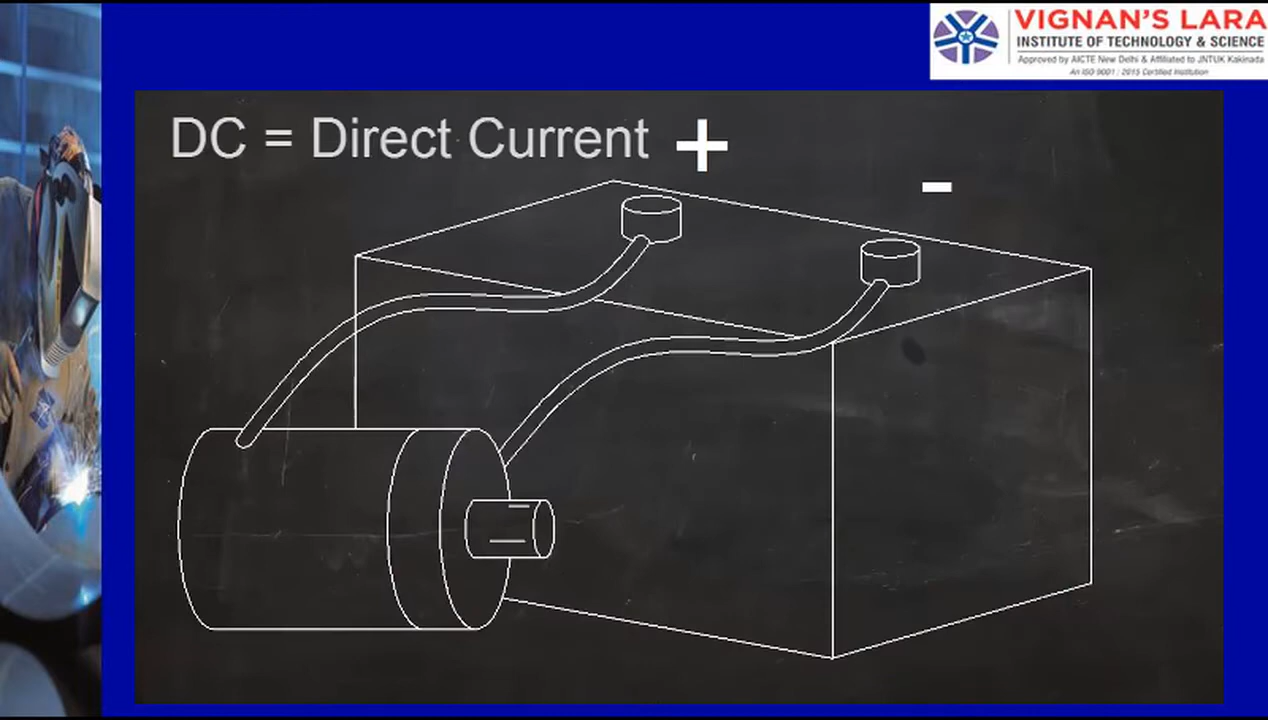 VIGNAN'S LARA
INSTITUTE OF TECHNOLOGY & SCIENCE
Approved by AICTE New Delhi & Affiliated to JNTUK Kakinada
An ISO 9001 : 2015 Certified Institution
DC = Direct Current +
-